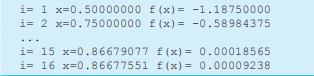 i= 1 x=0.50000000 f(x)= -1.18750000
i= 2 x=0.75000000 f(x)= -0.58984375
...
i= 15 x=0.86679077 f(x)= 0.00018565
i= 16 x=0.86677551 f(x)= 0.00009238